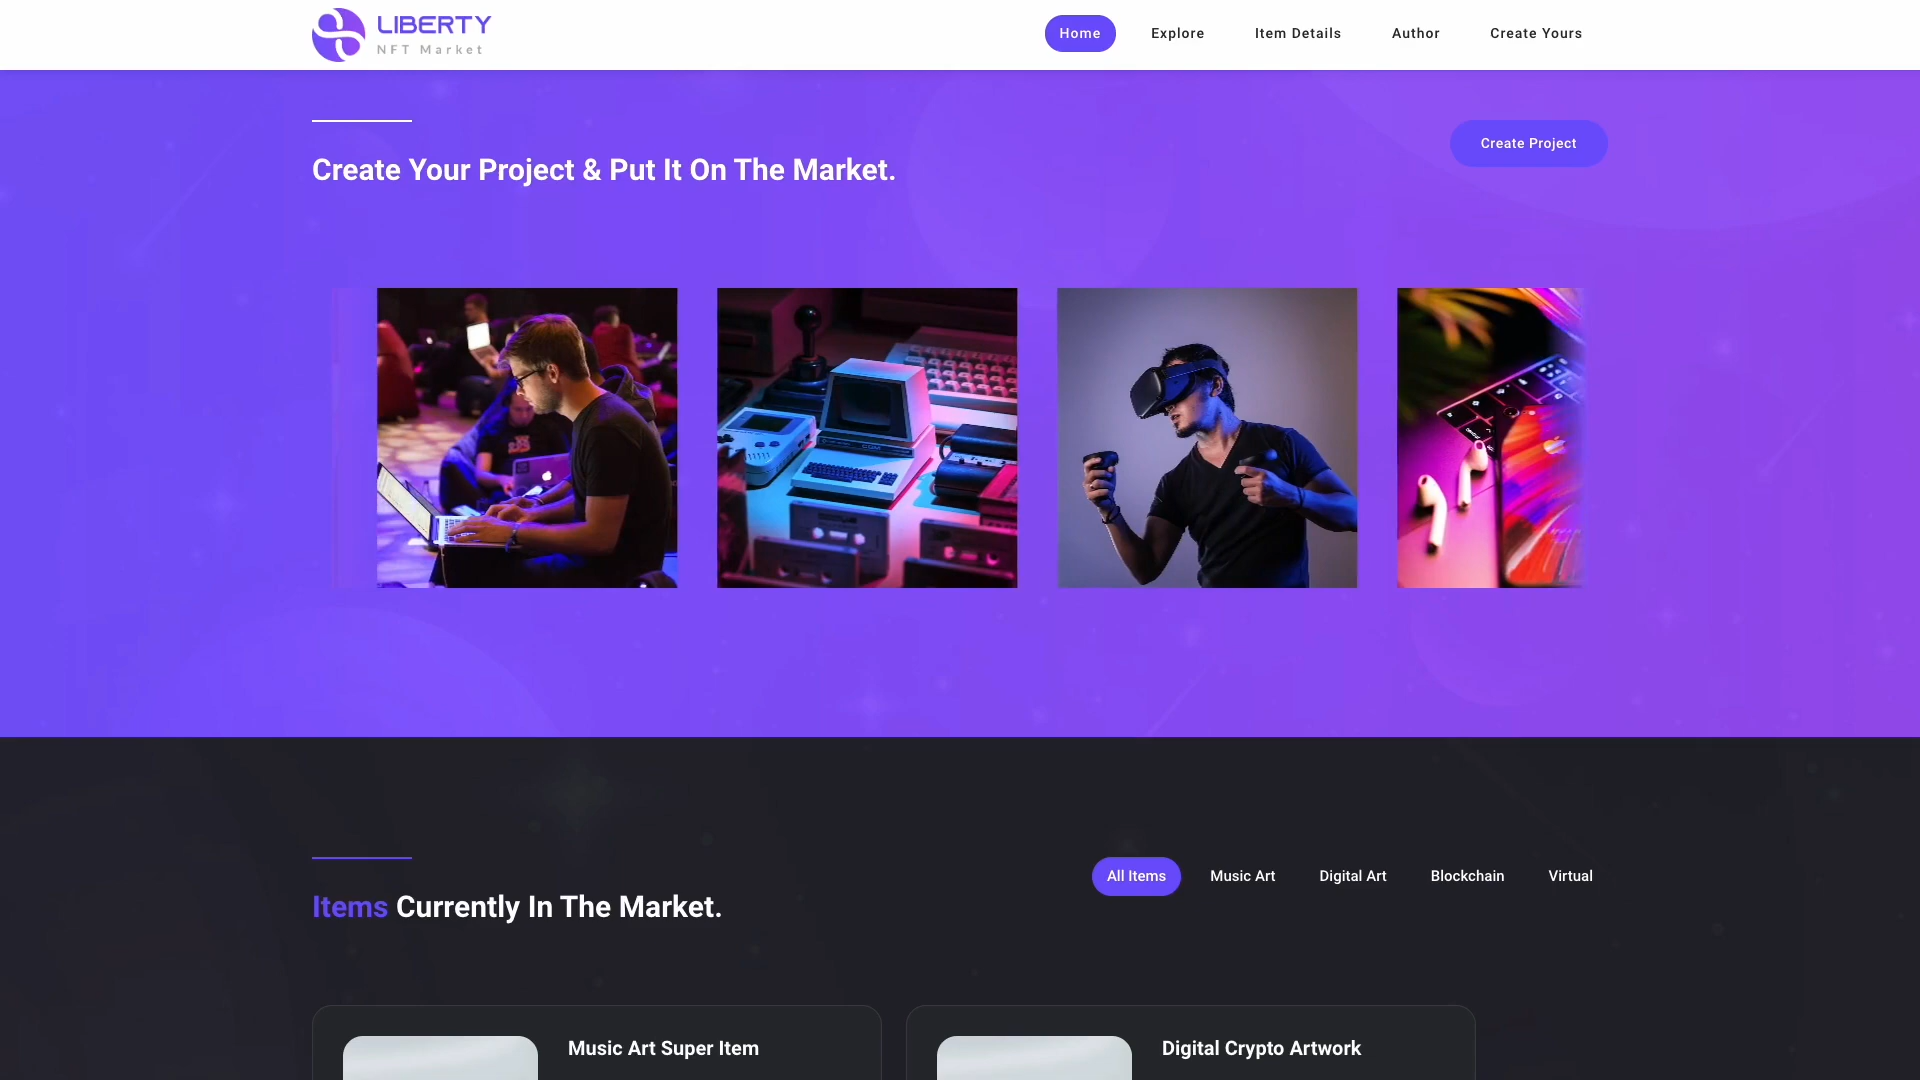 LIBERTY
NFT Market
Home
Explore
Item Details
Author
Create Yours
Create Your Project & Put It On The Market.
Create Project
Items Currently In The Market.
All Items
Music Art
Digital Art
Blockchain
Virtual
Music Art Super Item
Digital Crypto Artwork